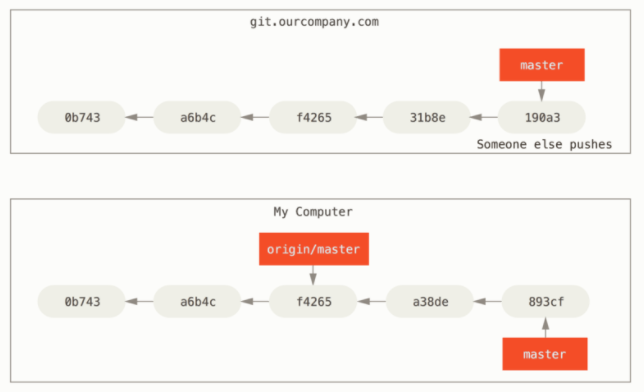 git.ourcompany.com
master
0b743 a6b4c f4265 31b8e 190a3
Someone else pushes
My Computer
origin/master
0b743 a6b4c f4265 a38de 893cf
master